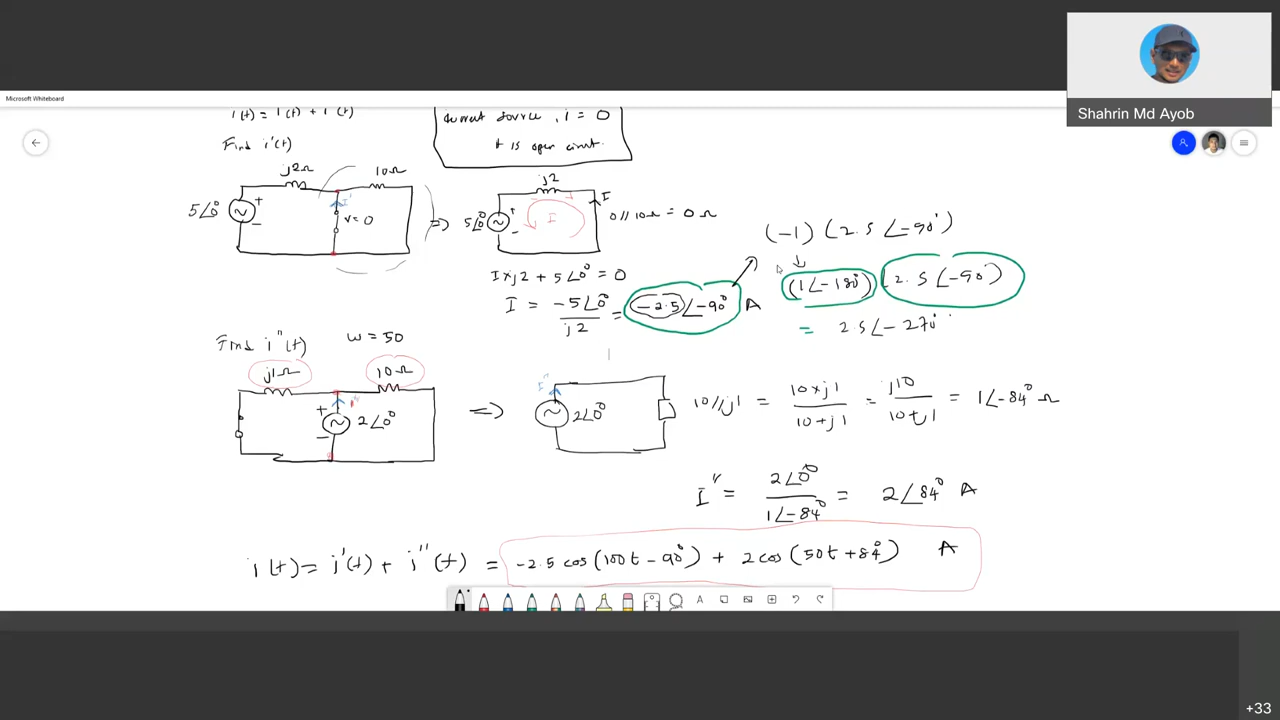 Shahrin Md Ayob
Microsoft Whiteboard
i(t) = i'(t) + i''(t)
Find i'(t)
current source, i = 0
it is open circuit.
j2Ω
10Ω
5∠0°
+
−
I'
v=0
⇒
j2
5∠0°
+
−
I
I
0//10Ω = 0Ω
I×j2 + 5∠0° = 0
I = -5∠0° / j2 = -2.5∠-90° A
(-1) (2.5∠-90°)
(1∠-180°) (2.5∠-90°)
= 2.5∠-270°
Find i''(t)
w = 50
j1Ω
10Ω
I''
+
−
2∠0°
⇒
I''
2∠0°
10//j1 = 10×j1 / 10+j1 = j10 / 10+j1 = 1∠-84° Ω
I'' = 2∠0° / 1∠-84° = 2∠84° A
i(t) = i'(t) + i''(t) = -2.5 cos(100t - 90°) + 2cos(50t + 84°) A
+33